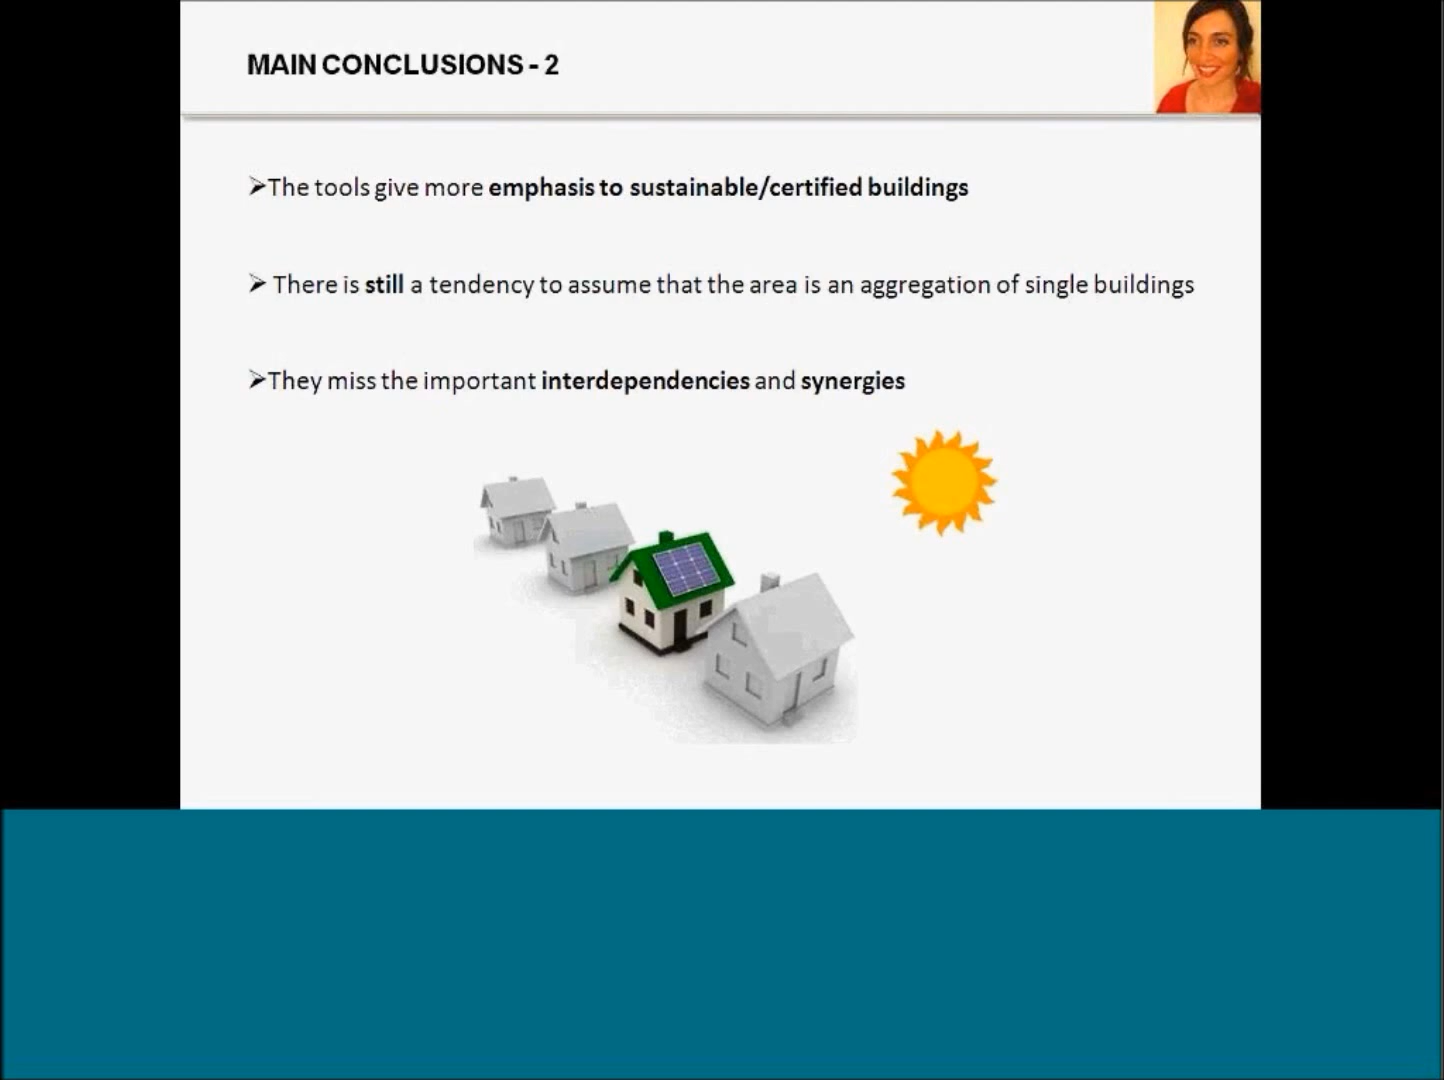 MAIN CONCLUSIONS - 2
➢The tools give more emphasis to sustainable/certified buildings
➢ There is still a tendency to assume that the area is an aggregation of single buildings
➢They miss the important interdependencies and synergies